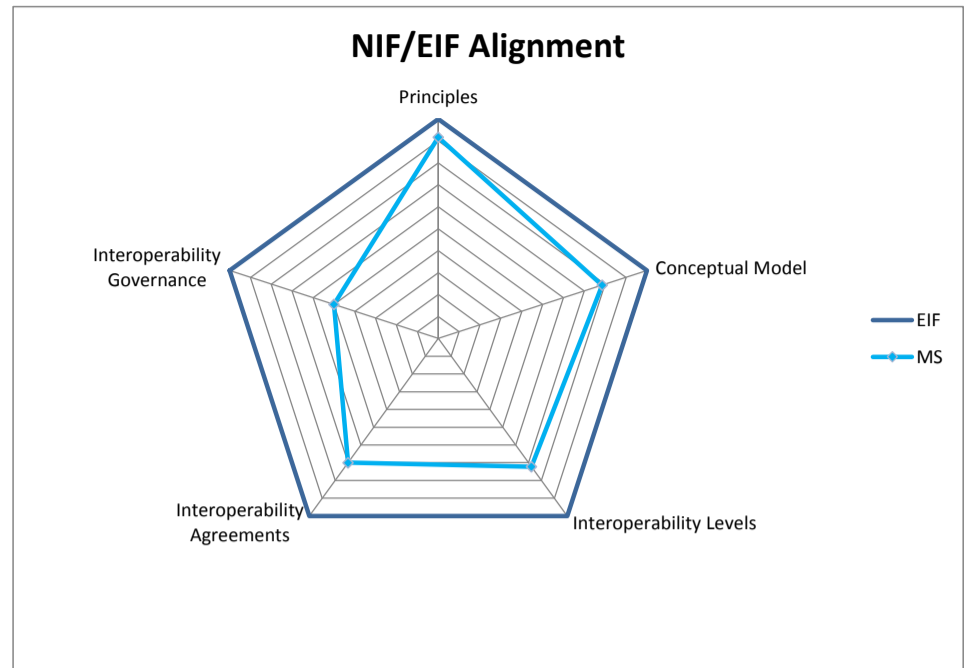 NIF/EIF Alignment
Principles
Conceptual Model
Interoperability Levels
Interoperability
Agreements
Interoperability
Governance
EIF
MS